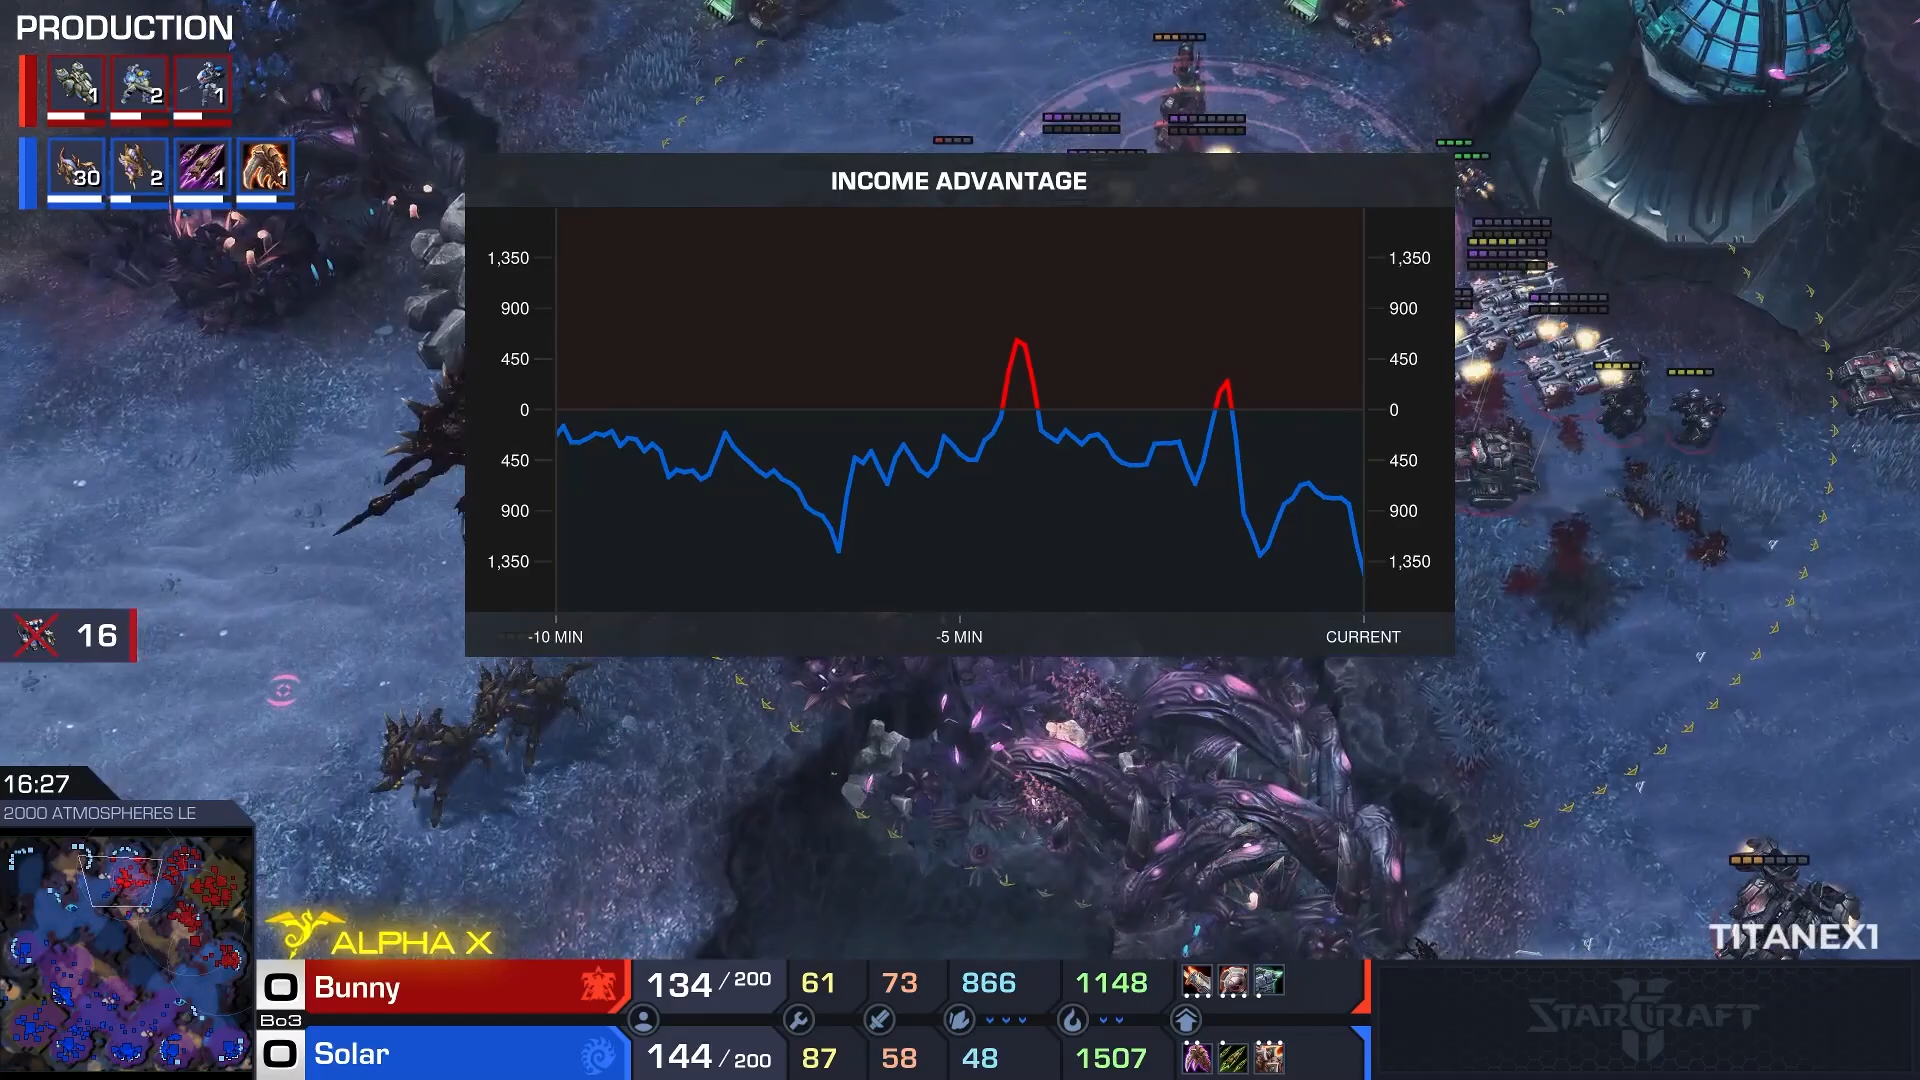 PRODUCTION
1 2 1
30 2 1 1
INCOME ADVANTAGE
1,350 1,350
900 900
450 450
0 0
450 450
900 900
1,350 1,350
-10 MIN -5 MIN CURRENT
16
16:27
2000 ATMOSPHERES LE
ALPHA X
TITANEX1
0 Bunny 134 / 200 61 73 866 1148
Bo3
0 Solar 144 / 200 87 58 48 1507
STARCRAFT II